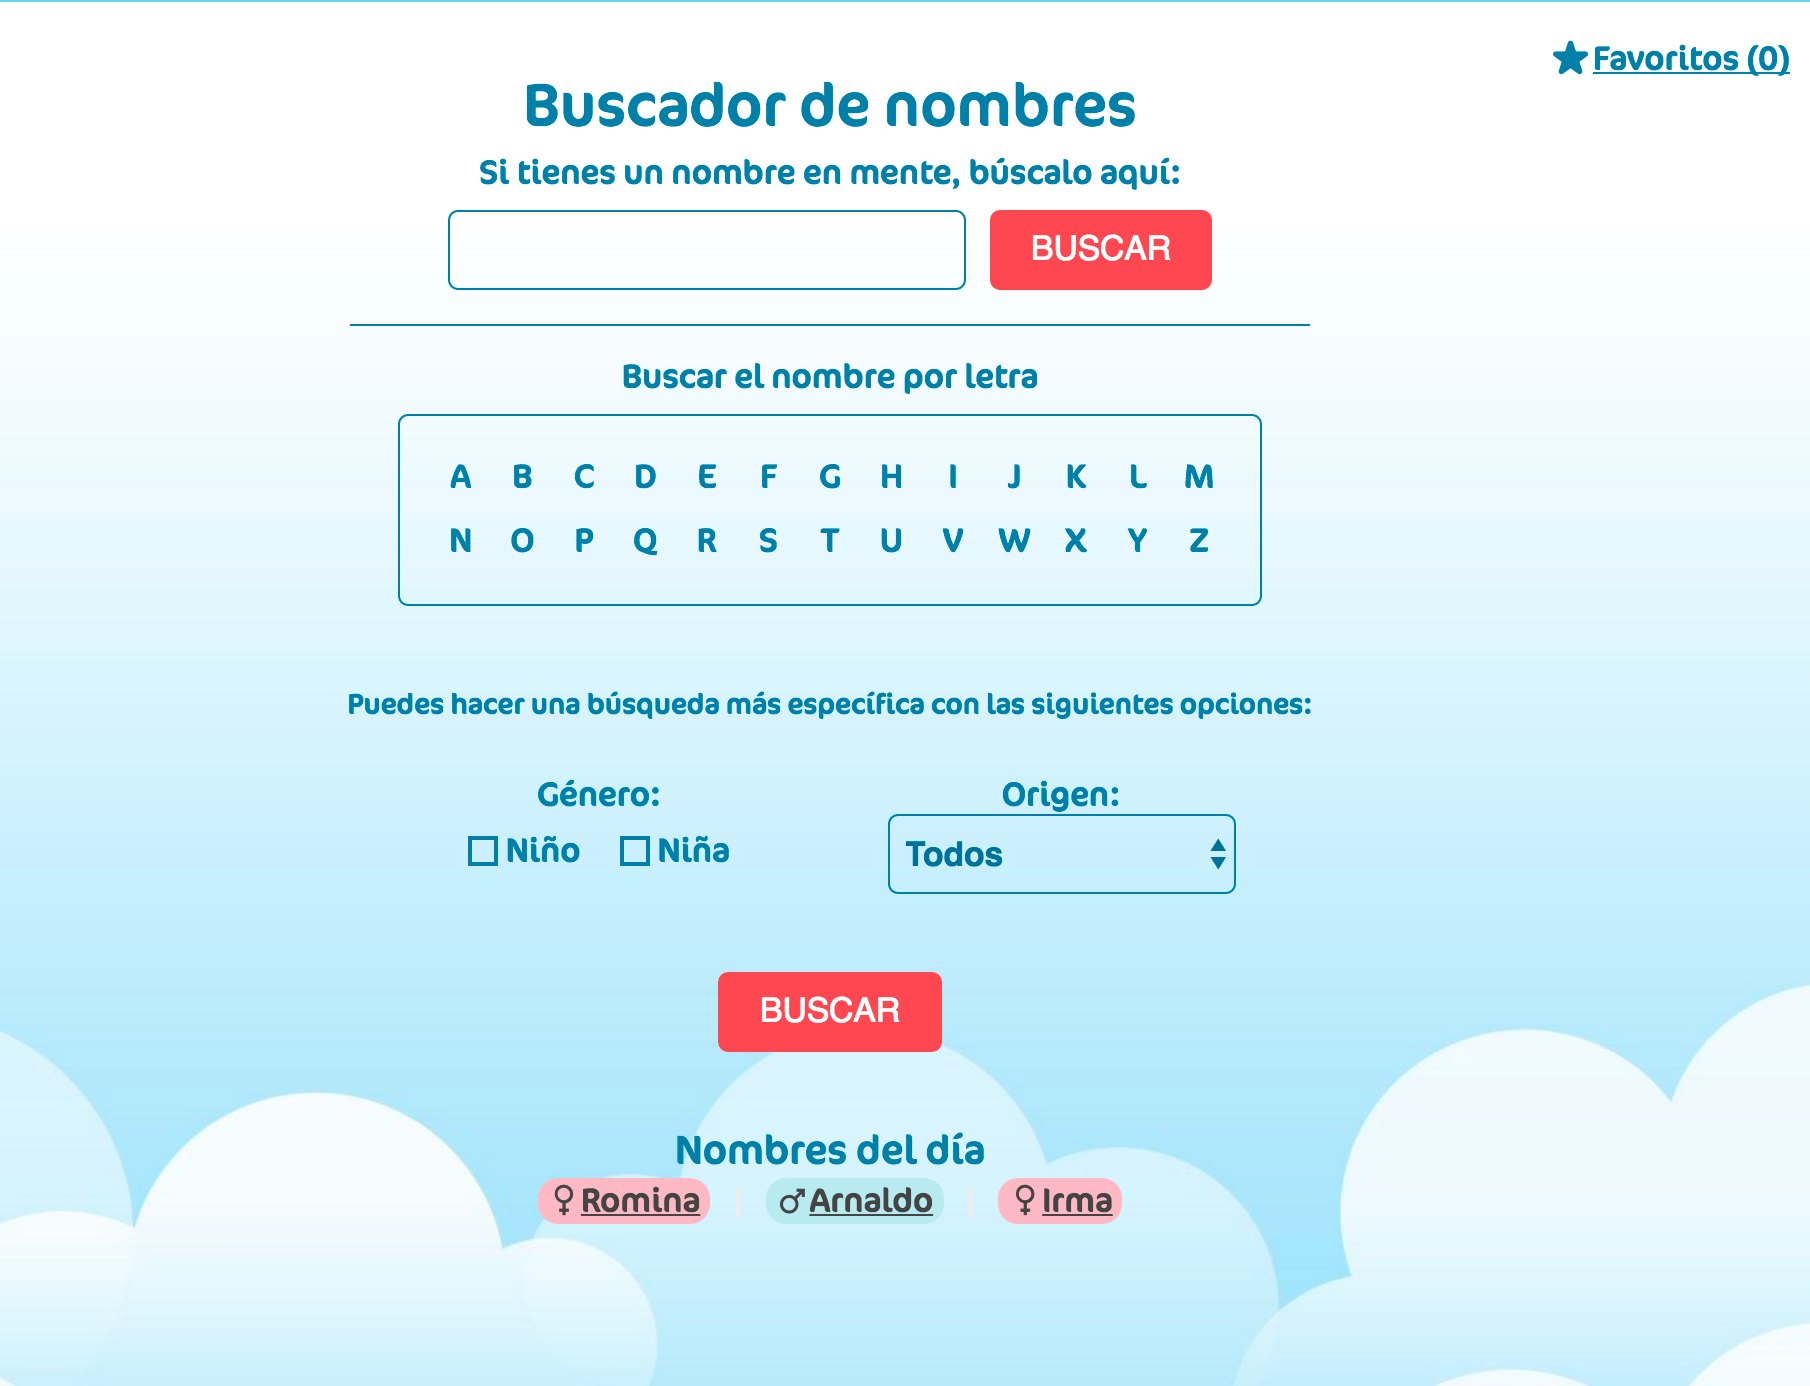 Favoritos (0)
Buscador de nombres
Si tienes un nombre en mente, búscalo aquí:
BUSCAR
Buscar el nombre por letra
A B C D E F G H I J K L M
N O P Q R S T U V W X Y Z
Puedes hacer una búsqueda más específica con las siguientes opciones:
Género: Origen:
Niño Niña Todos
BUSCAR
Nombres del día
Romina | Arnaldo | Irma